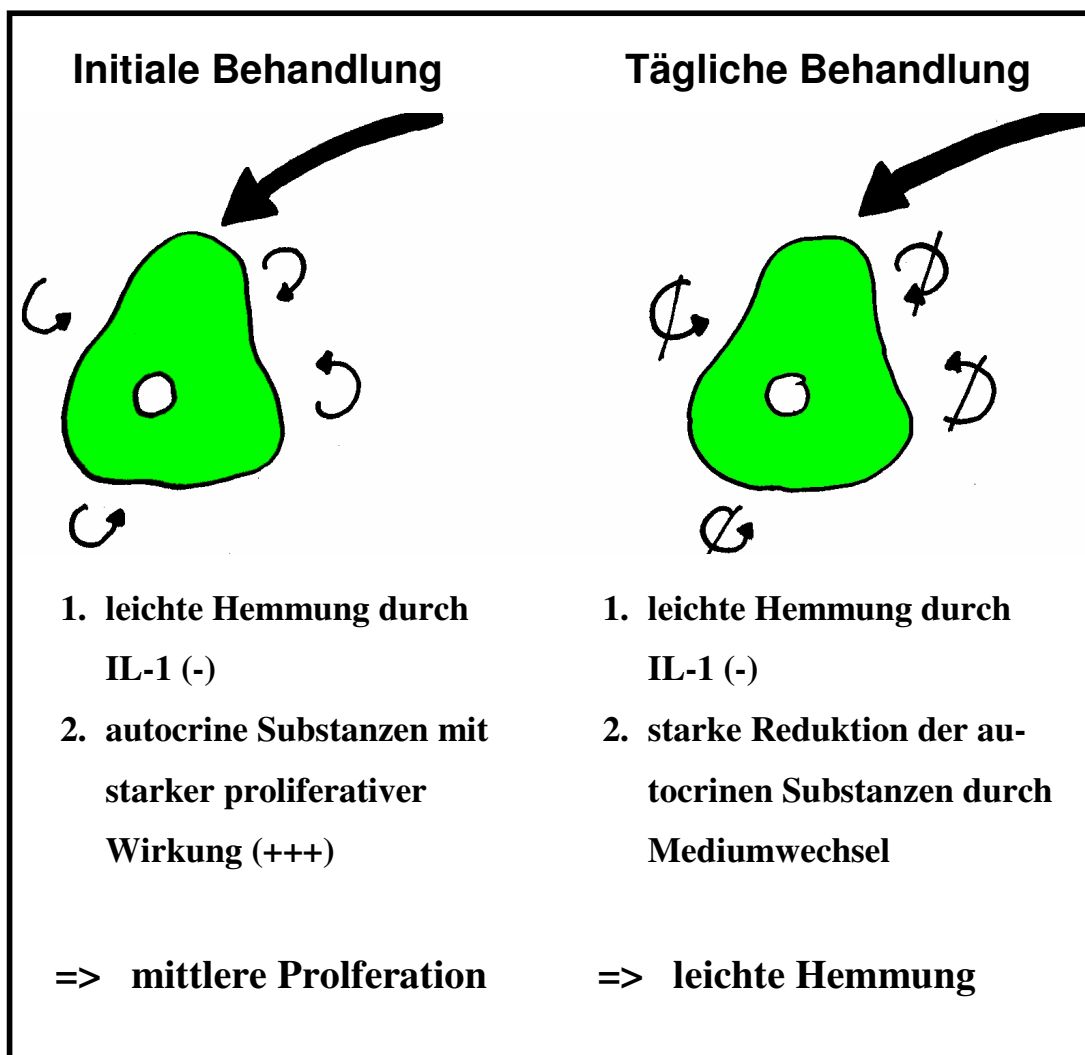 Initiale Behandlung
1. leichte Hemmung durch
IL-1 (-)
2. autocrine Substanzen mit
starker proliferativer
Wirkung (+++)
=> mittlere Prolferation
Tägliche Behandlung
1. leichte Hemmung durch
IL-1 (-)
2. starke Reduktion der au-
tocrinen Substanzen durch
Mediumwechsel
=> leichte Hemmung